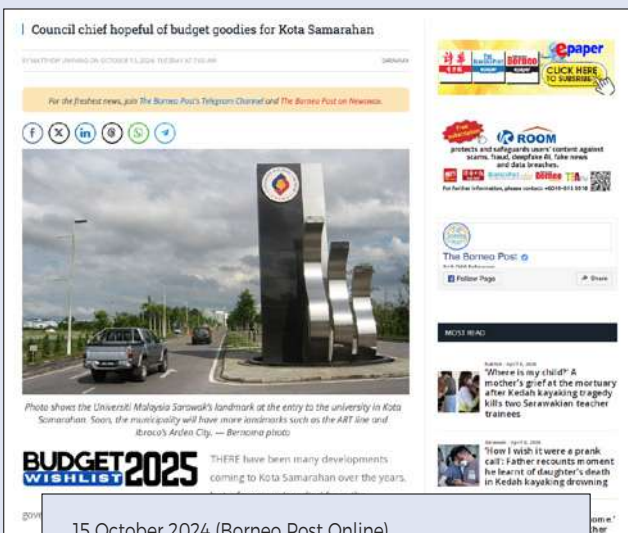 Council chief hopeful of budget goodies for Kota Samarahan
SARAWAK
For the freshest news, join The Borneo Post's Telegram Channel and The Borneo Post on Newswav.
Photo shows the Universiti Malaysia Sarawak's landmark at the entry to the university in Kota
Samarahan. Soon, the municipality will have more landmarks such as the ART line and
Ibraco's Arden City. — Bernama photo
BUDGET 2025
WISHLIST
THERE have been many developments
coming to Kota Samarahan over the years,
15 October 2024 (Borneo Post Online)
epaper
CLICK HERE
TO SUBSRIBE
Free
ROOM
protects and safeguards users' content against
scams, fraud, deepfake AI, fake news
and data breaches.
The Borneo Post
Follow Page
Share
MOST READ
'Where is my child?' A
mother's grief at the mortuary
after Kedah kayaking tragedy
kills two Sarawakian teacher
trainees
'How I wish it were a prank
call': Father recounts moment
he learnt of daughter's death
in Kedah kayaking drowning